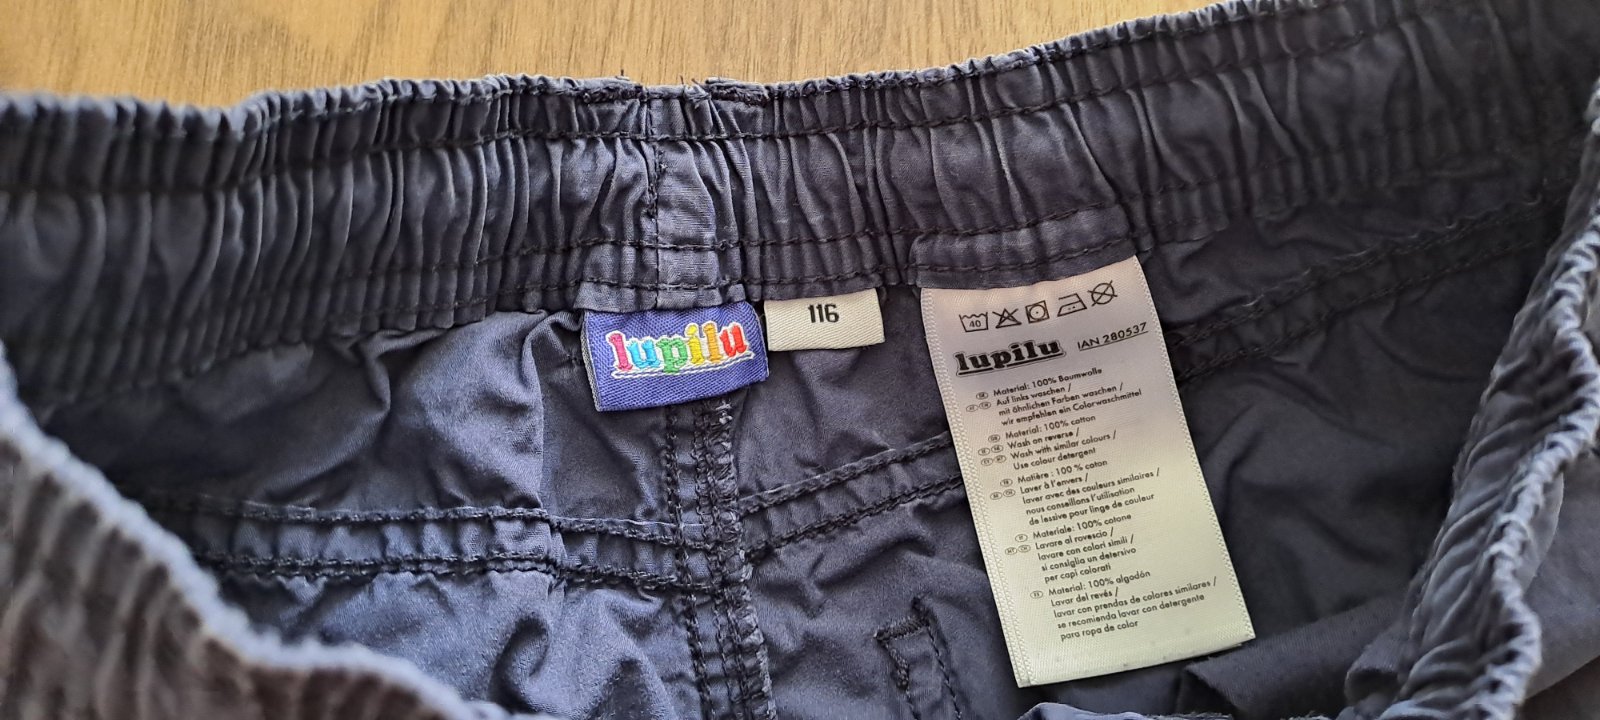 lupilu
116
40
lupilu IAN 280537
Material: 100% Baumwolle
Auf links waschen /
mit ähnlichen Farben waschen /
wir empfehlen ein Colorwaschmittel
Material: 100% cotton
Wash on reverse /
Wash with similar colours /
Use colour detergent
Matière : 100 % coton
Laver à l'envers /
laver avec des couleurs similaires /
nous conseillons l'utilisation
de lessive pour linge de couleur
Materiale: 100% cotone
Lavare al rovescio /
lavare con colori simili /
si consiglia un detersivo
per capi colorati
Material: 100% algodón
Lavar del revés /
lavar con prendas de colores similares /
se recomienda lavar con detergente
para ropa de color